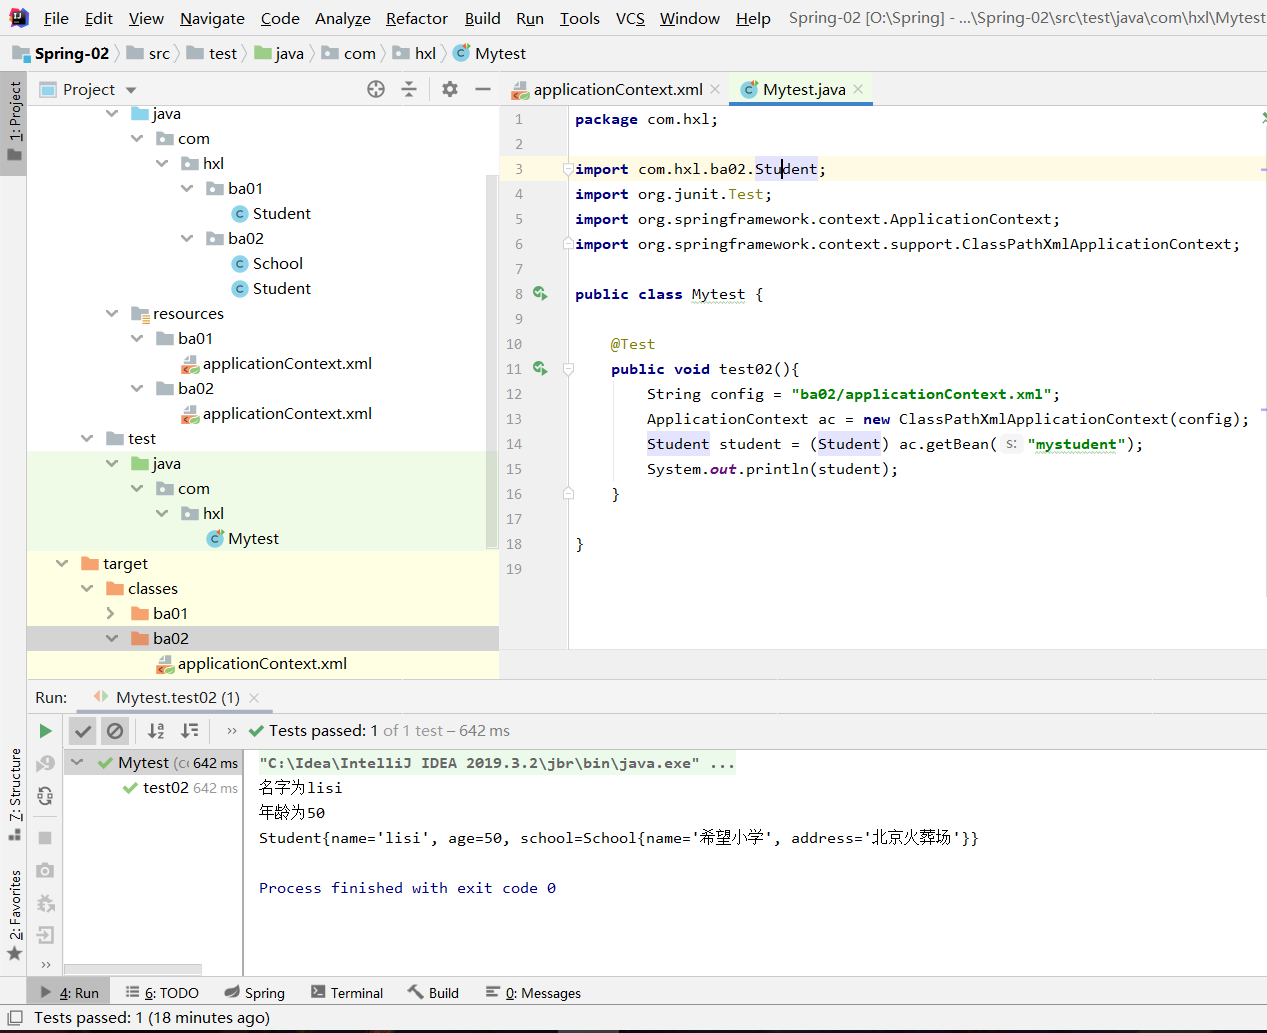 File Edit View Navigate Code Analyze Refactor Build Run Tools VCS Window Help Spring-02 [O:\Spring] - ...\Spring-02\src\test\java\com\hxl\Mytest
Spring-02 src test java com hxl Mytest
1: Project
Project
applicationContext.xml Mytest.java
java
com
hxl
ba01
Student
ba02
School
Student
resources
ba01
applicationContext.xml
ba02
applicationContext.xml
test
java
com
hxl
Mytest
target
classes
ba01
ba02
applicationContext.xml
1 package com.hxl;
2
3 import com.hxl.ba02.Student;
4 import org.junit.Test;
5 import org.springframework.context.ApplicationContext;
6 import org.springframework.context.support.ClassPathXmlApplicationContext;
7
8 public class Mytest {
9
10 @Test
11 public void test02(){
12 String config = "ba02/applicationContext.xml";
13 ApplicationContext ac = new ClassPathXmlApplicationContext(config);
14 Student student = (Student) ac.getBean( s: "mystudent");
15 System.out.println(student);
16 }
17
18 }
19
Run: Mytest.test02 (1)
Tests passed: 1 of 1 test – 642 ms
Mytest (co 642 ms
test02 642 ms
"C:\Idea\IntelliJ IDEA 2019.3.2\jbr\bin\java.exe" ...
名字为lisi
年龄为50
Student{name='lisi', age=50, school=School{name='希望小学', address='北京火葬场'}}
Process finished with exit code 0
7: Structure
2: Favorites
4: Run 6: TODO Spring Terminal Build 0: Messages
Tests passed: 1 (18 minutes ago)